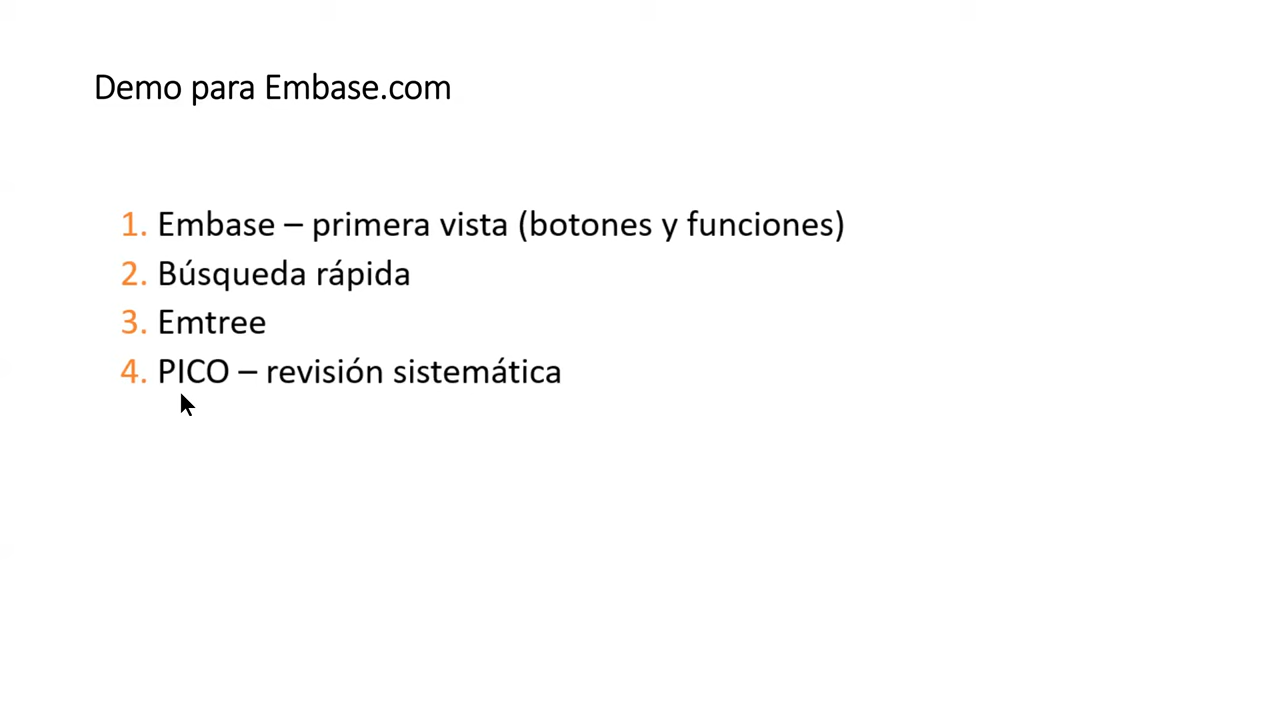 Demo para Embase.com
1. Embase – primera vista (botones y funciones)
2. Búsqueda rápida
3. Emtree
4. PICO – revisión sistemática